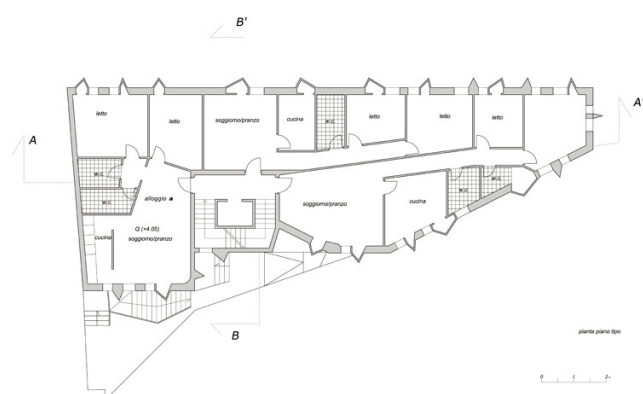 B'
A'
A
letto
letto
soggiorno/pranzo
cucina
w.c.
letto
letto
letto
w.c.
w.c.
alloggio a
w.c.
w.c.
soggiorno/pranzo
cucina
cucina
Q (+4.05)
soggiorno/pranzo
B
pianta piano tipo
0 1 2